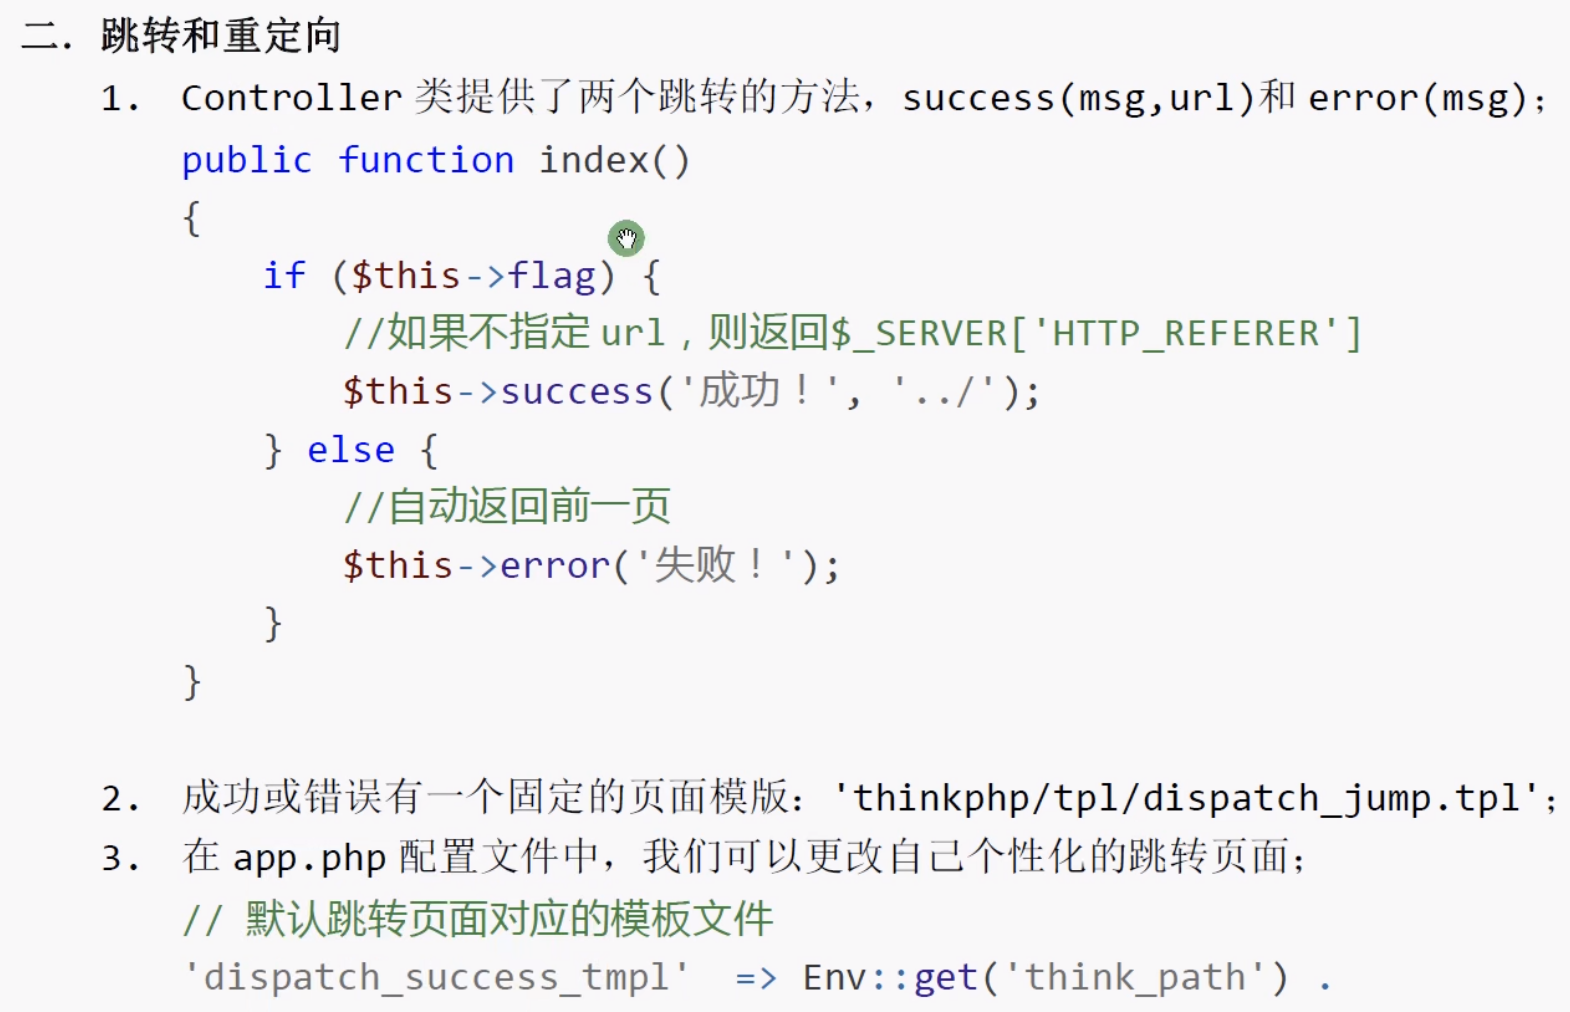 二. 跳转和重定向
1. Controller 类提供了两个跳转的方法，success(msg,url)和 error(msg);
public function index()
{
if ($this->flag) {
//如果不指定 url，则返回$_SERVER['HTTP_REFERER']
$this->success('成功！', '../');
} else {
//自动返回前一页
$this->error('失败！');
}
}
2. 成功或错误有一个固定的页面模版：'thinkphp/tpl/dispatch_jump.tpl';
3. 在 app.php 配置文件中，我们可以更改自己个性化的跳转页面;
// 默认跳转页面对应的模板文件
'dispatch_success_tmpl' => Env::get('think_path') .